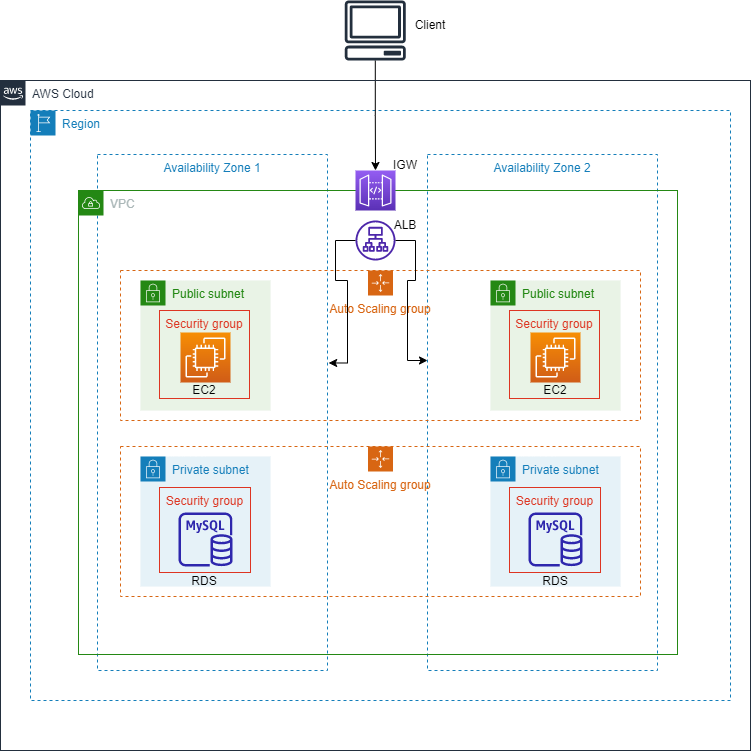 Client
aws
AWS Cloud
Region
Availability Zone 1
Availability Zone 2
IGW
VPC
ALB
Public subnet
Public subnet
Auto Scaling group
Security group
Security group
EC2
EC2
Private subnet
Private subnet
Auto Scaling group
Security group
Security group
MySQL
MySQL
RDS
RDS